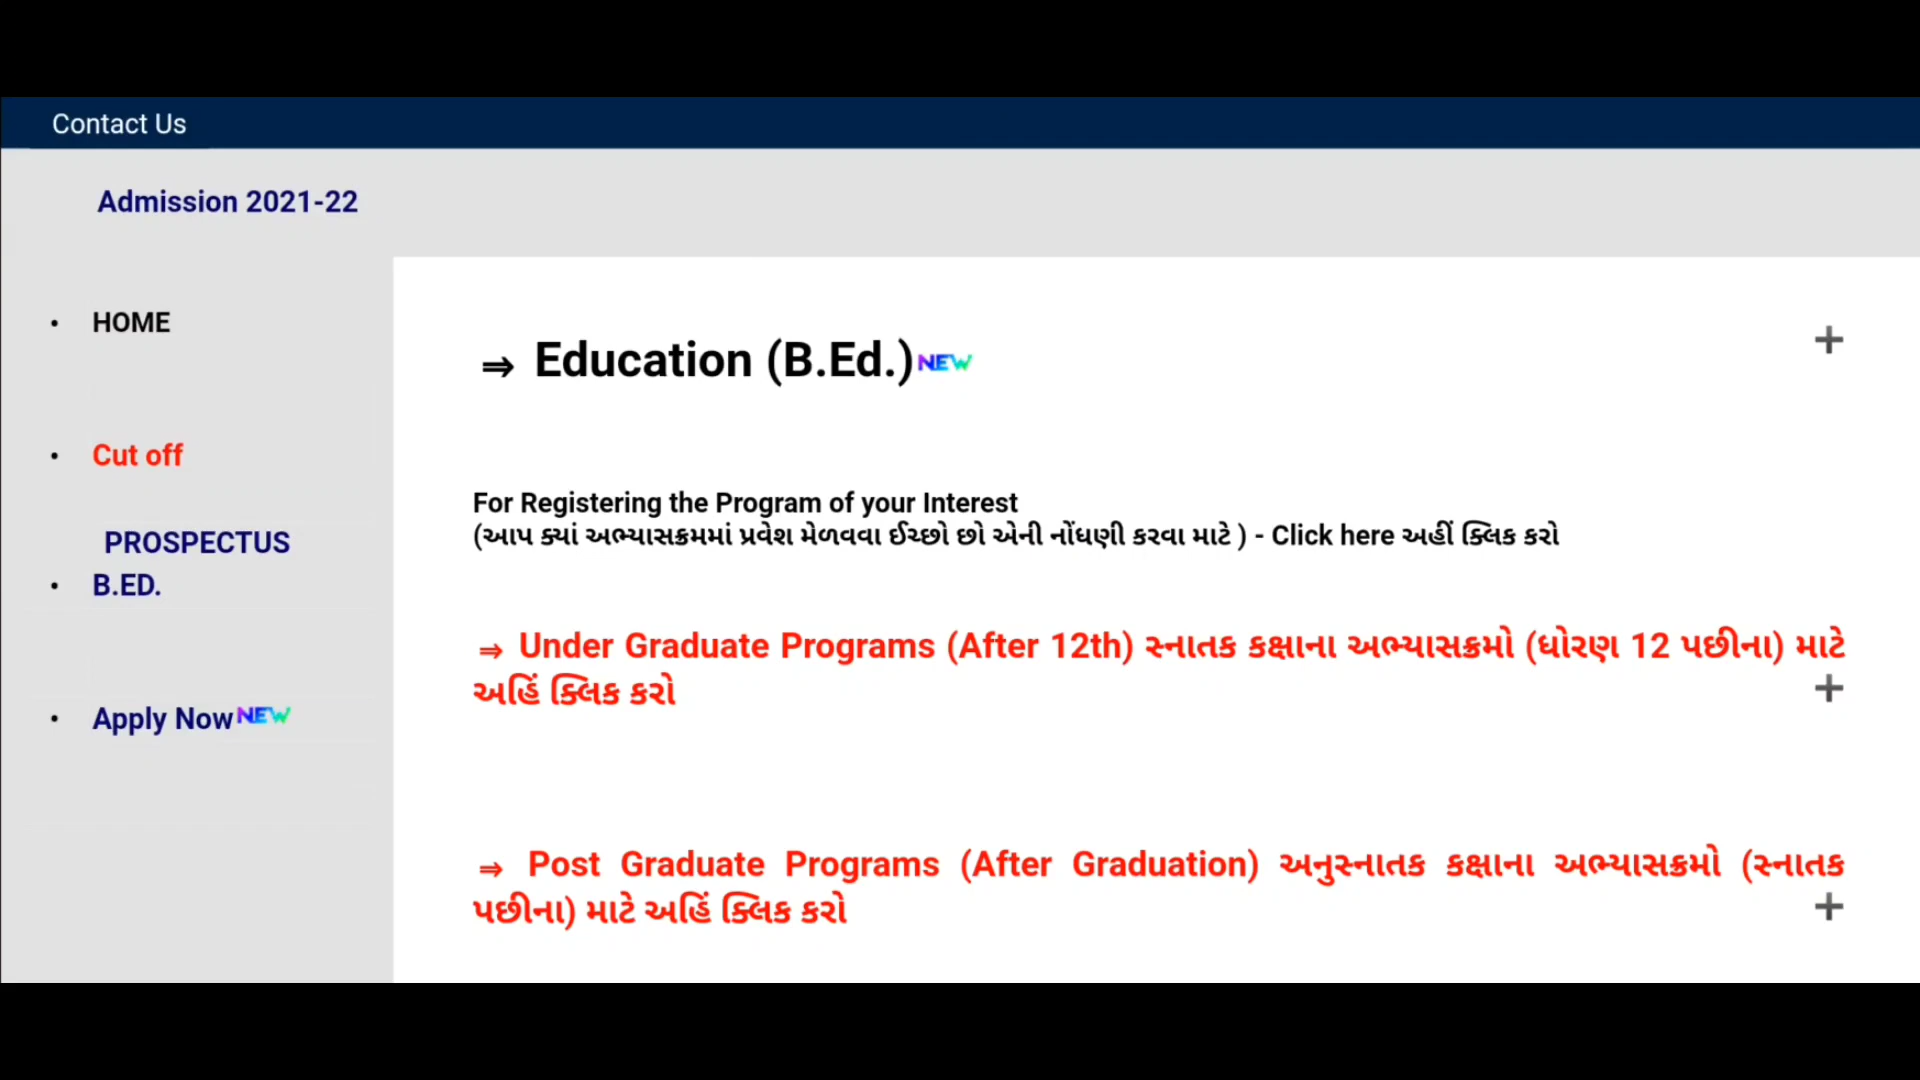 Contact Us
Admission 2021-22
• HOME
• Cut off
PROSPECTUS
• B.ED.
• Apply Now NEW
⇒ Education (B.Ed.) NEW
+
For Registering the Program of your Interest
(આપ ક્યાં અભ્યાસક્રમમાં પ્રવેશ મેળવવા ઈચ્છો છો એની નોંધણી કરવા માટે ) - Click here અહીં ક્લિક કરો
⇒ Under Graduate Programs (After 12th) સ્નાતક કક્ષાના અભ્યાસક્રમો (ધોરણ 12 પછીના) માટે
અહિં ક્લિક કરો
+
⇒ Post Graduate Programs (After Graduation) અનુસ્નાતક કક્ષાના અભ્યાસક્રમો (સ્નાતક
પછીના) માટે અહિં ક્લિક કરો
+